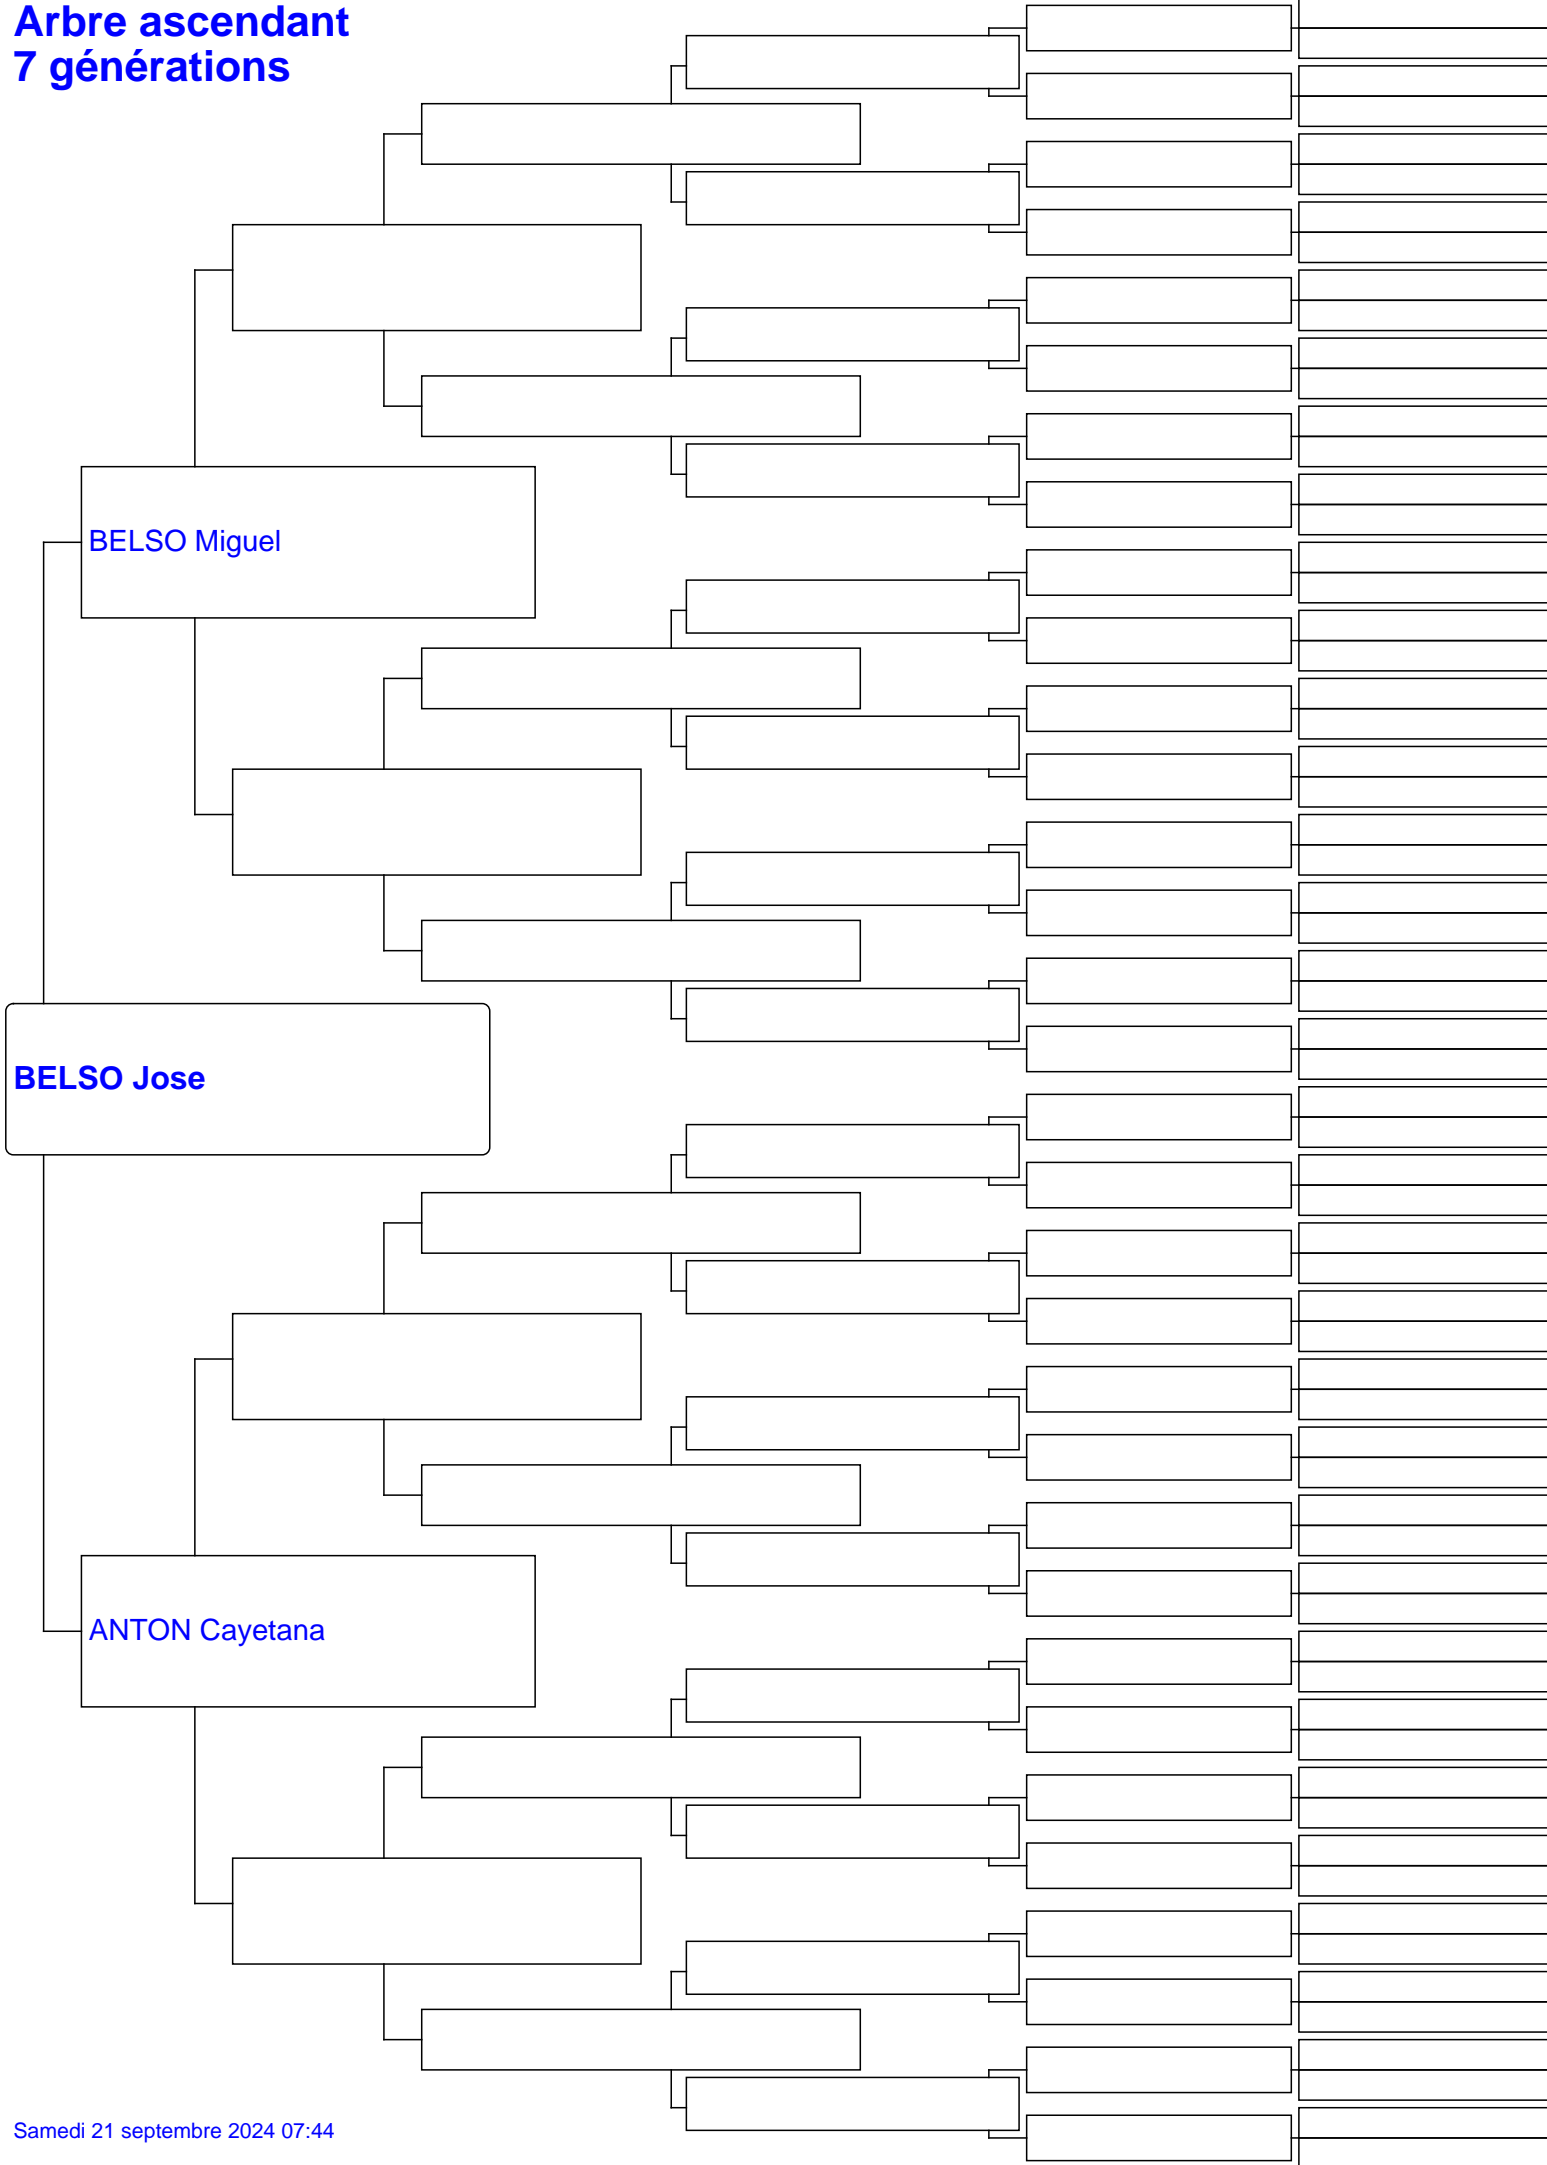 Arbre ascendant
7 générations
BELSO Miguel
BELSO Jose
ANTON Cayetana
Samedi 21 septembre 2024 07:44